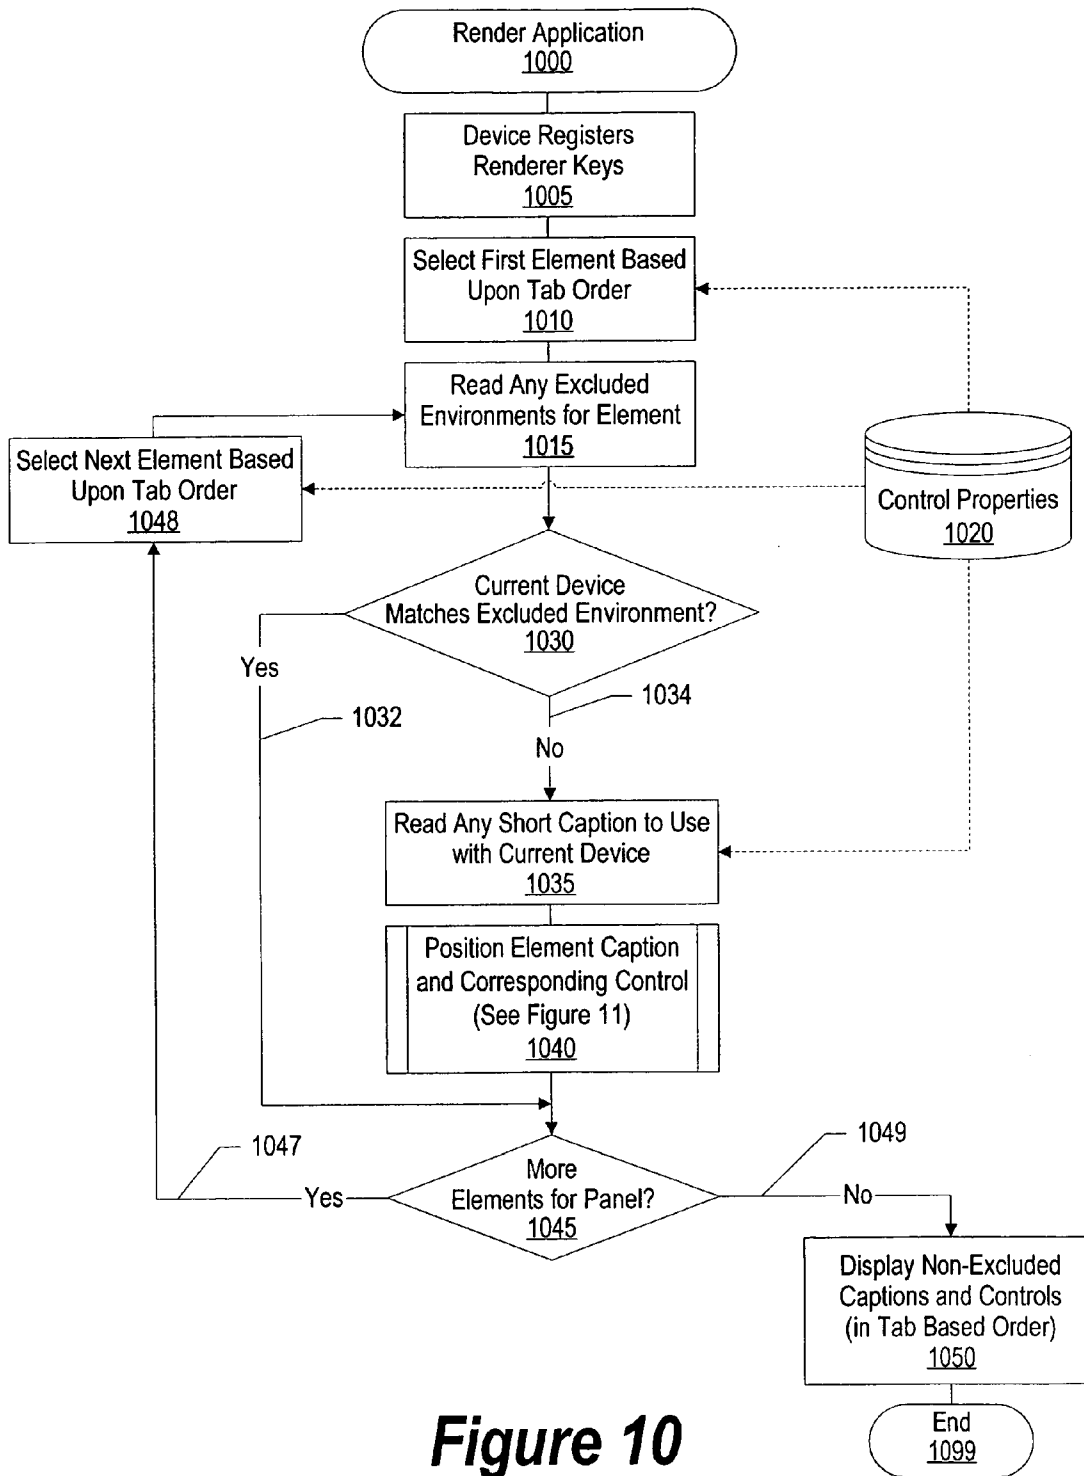 Render Application
1000
Device Registers
Renderer Keys
1005
Select First Element Based
Upon Tab Order
1010
Read Any Excluded
Environments for Element
1015
Select Next Element Based
Upon Tab Order
1048
Control Properties
1020
Current Device
Matches Excluded Environment?
1030
Yes
1032
1034
No
Read Any Short Caption to Use
with Current Device
1035
Position Element Caption
and Corresponding Control
(See Figure 11)
1040
1047
Yes
More
Elements for Panel?
1045
1049
No
Display Non-Excluded
Captions and Controls
(in Tab Based Order)
1050
End
1099
Figure 10